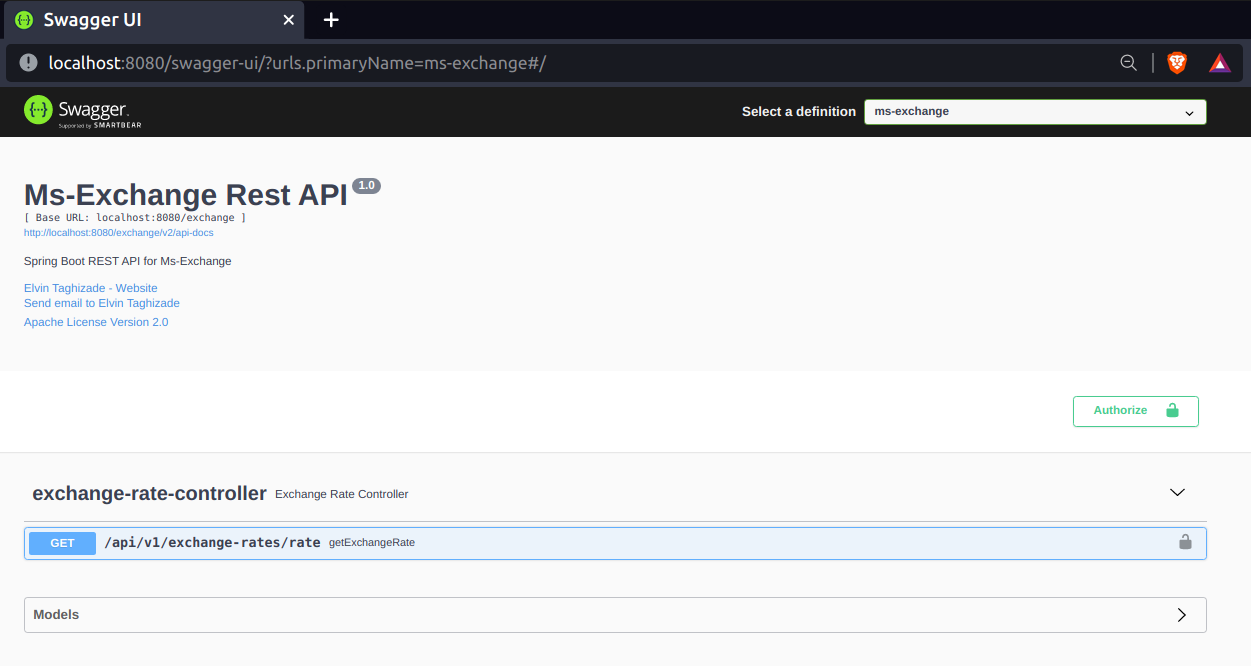 Swagger UI
localhost:8080/swagger-ui/?urls.primaryName=ms-exchange#/
Swagger.
Supported by SMARTBEAR
Select a definition
ms-exchange
Ms-Exchange Rest API 1.0
[ Base URL: localhost:8080/exchange ]
http://localhost:8080/exchange/v2/api-docs
Spring Boot REST API for Ms-Exchange
Elvin Taghizade - Website
Send email to Elvin Taghizade
Apache License Version 2.0
Authorize
exchange-rate-controller Exchange Rate Controller
GET /api/v1/exchange-rates/rate getExchangeRate
Models